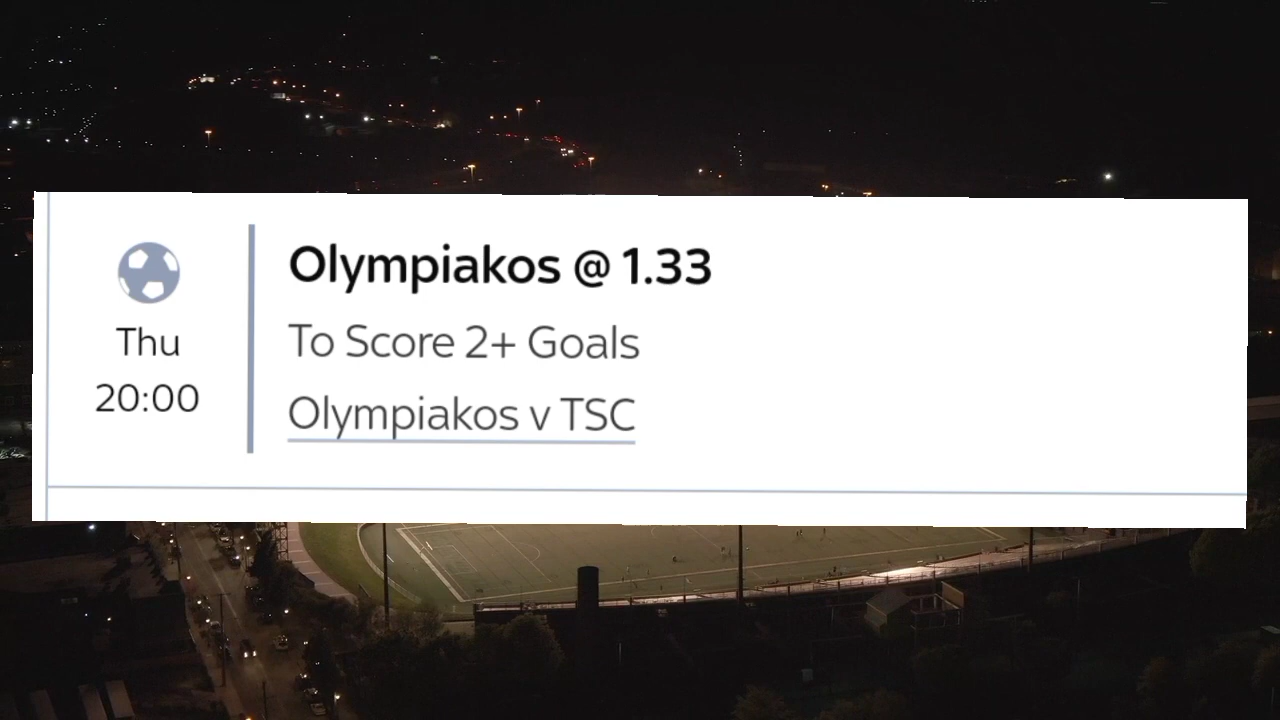 Olympiakos @ 1.33
Thu
To Score 2+ Goals
20:00
Olympiakos v TSC